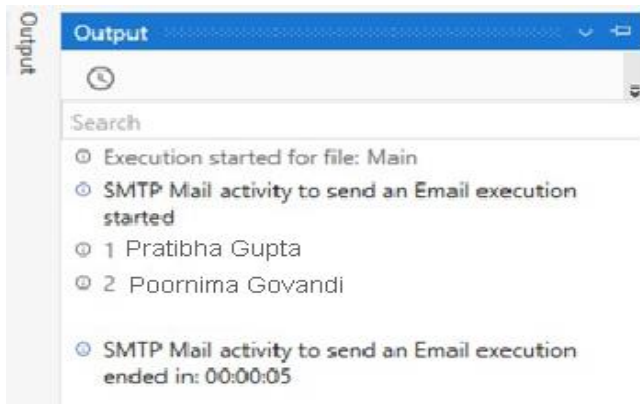 Output
Output
Search
Execution started for file: Main
SMTP Mail activity to send an Email execution
started
1 Pratibha Gupta
2 Poornima Govandi
SMTP Mail activity to send an Email execution
ended in: 00:00:05